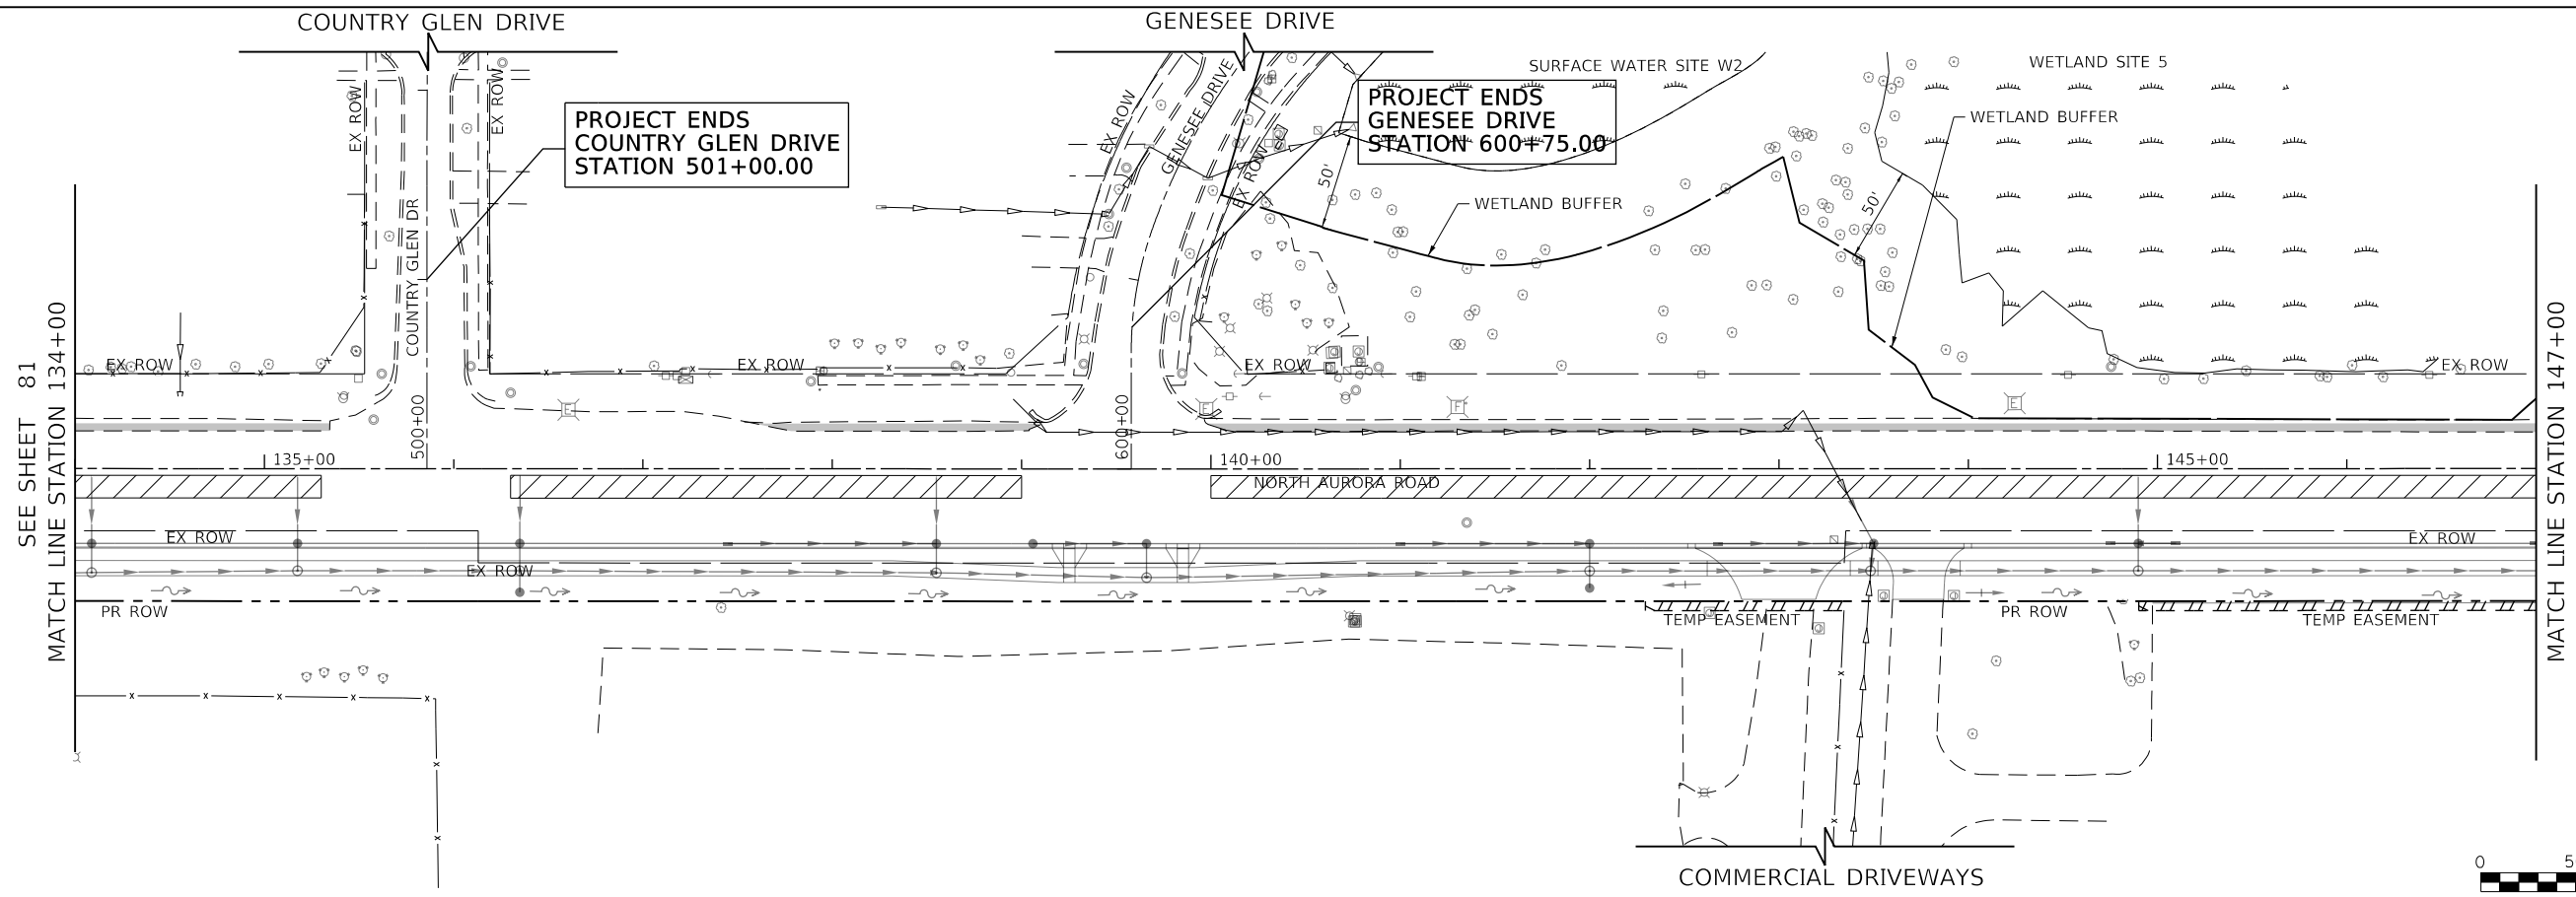 COUNTRY GLEN DRIVE
GENESEE DRIVE
SURFACE WATER SITE W2
WETLAND SITE 5
EX ROW
EX ROW
PROJECT ENDS
COUNTRY GLEN DRIVE
STATION 501+00.00
EX ROW
GENESEE DRIVE
EX ROW
PROJECT ENDS
GENESEE DRIVE
STATION 600+75.00
WETLAND BUFFER
50'
WETLAND BUFFER
50'
COUNTRY GLEN DR
SEE SHEET 81
MATCH LINE STATION 134+00
MATCH LINE STATION 147+00
EX ROW
EX ROW
EX ROW
EX ROW
E
E
F
E
500+00
600+00
135+00
140+00
145+00
NORTH AURORA ROAD
EX ROW
EX ROW
EX ROW
PR ROW
TEMP EASEMENT
PR ROW
TEMP EASEMENT
COMMERCIAL DRIVEWAYS
0
5